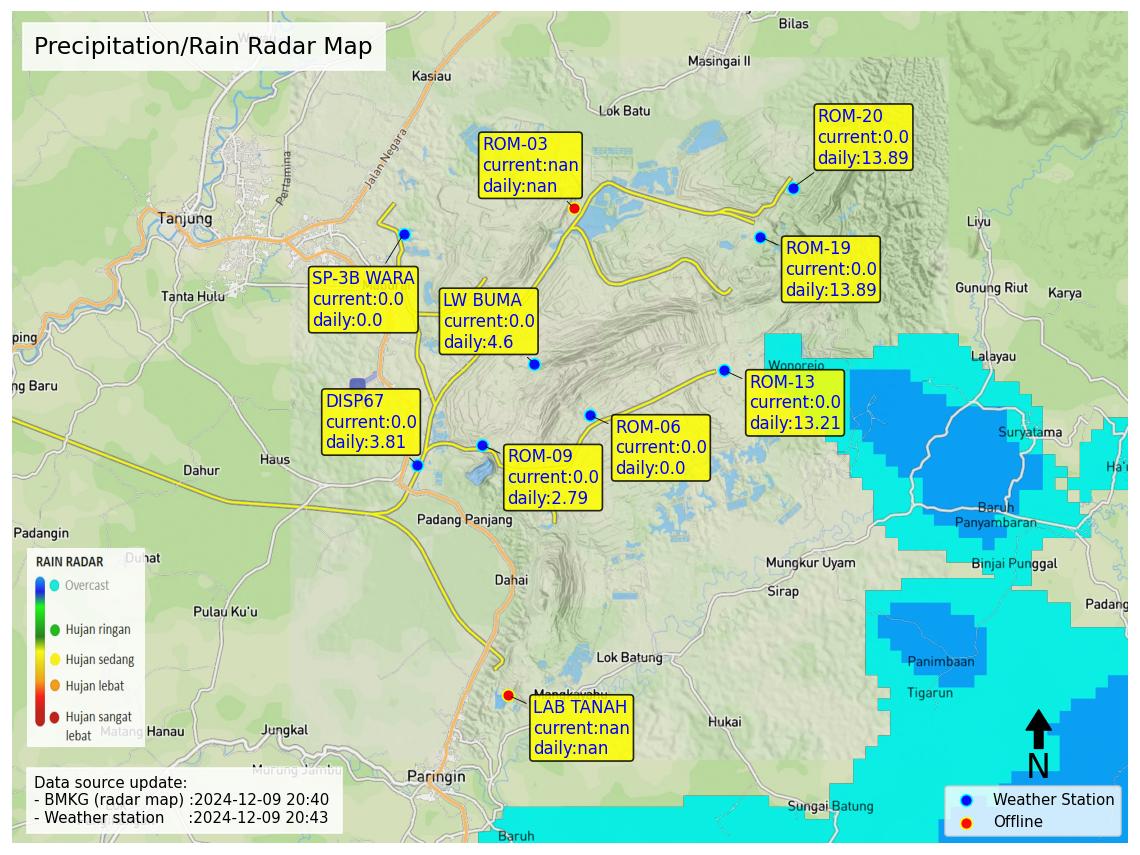 Precipitation/Rain Radar Map
Bilas
Masingai II
Kasiau
Lok Batu
Jalan Negara
Pertamina
Tanjung
Tanta Hulu
ROM-03
current:nan
daily:nan
ROM-20
current:0.0
daily:13.89
ROM-19
current:0.0
daily:13.89
Liyu
Gunung Riut
Karya
Lalayau
SP-3B WARA
current:0.0
daily:0.0
LW BUMA
current:0.0
daily:4.6
ping
ng Baru
Wonorejo
ROM-13
current:0.0
daily:13.21
DISP67
current:0.0
daily:3.81
ROM-06
current:0.0
daily:0.0
ROM-09
current:0.0
daily:2.79
Suryatama
Ha'u
Haus
Dahur
Padangin
Padang Panjang
Baruh
Panyambaran
Binjai Punggal
Mungkur Uyam
Sirap
Padang
Duhat
Dahai
Pulau Ku'u
RAIN RADAR
Overcast
Hujan ringan
Hujan sedang
Hujan lebat
Hujan sangat
lebat
Lok Batung
Panimbaan
Tigarun
Mangkayahu
LAB TANAH
current:nan
daily:nan
Hukai
Matang Hanau
Jungkal
Murung Jambu
Paringin
Sungai Batung
Baruh
N
Data source update:
- BMKG (radar map) :2024-12-09 20:40
- Weather station :2024-12-09 20:43
Weather Station
Offline